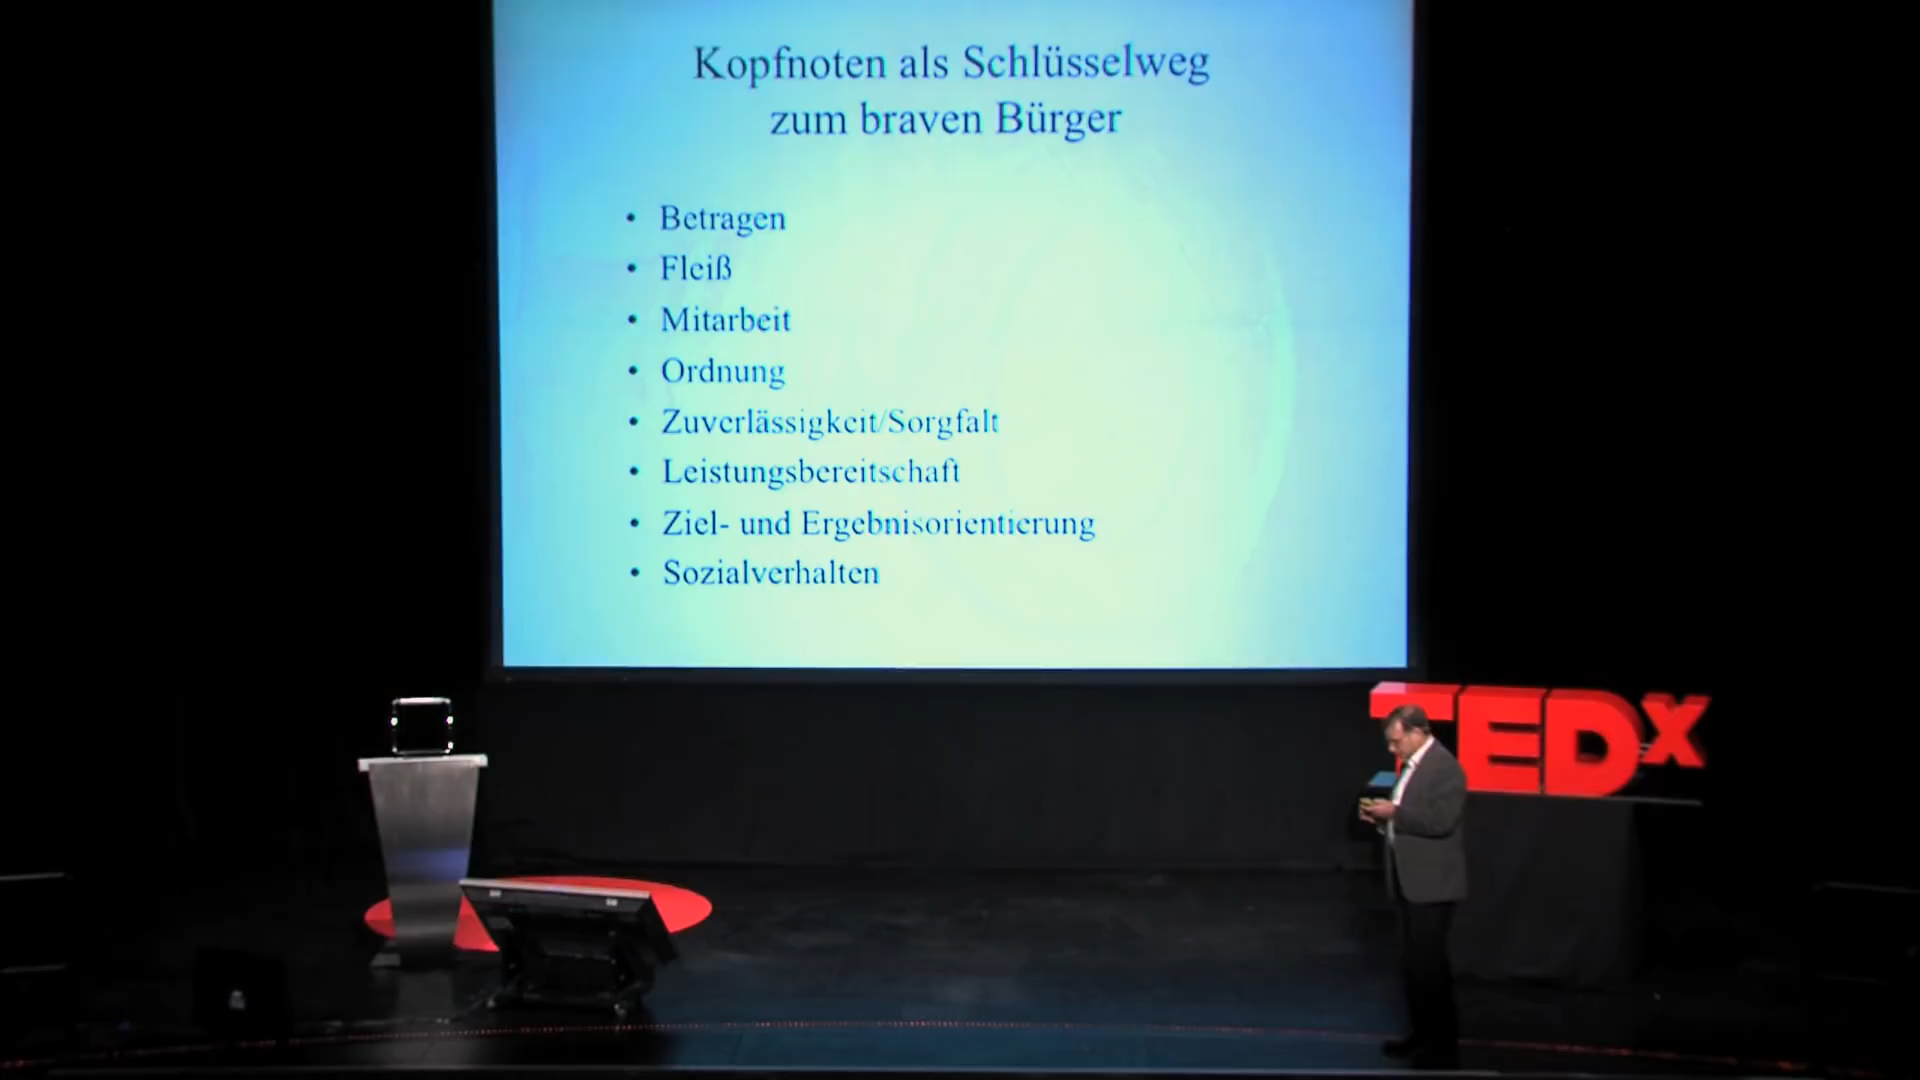 Kopfnoten als Schlüsselweg
zum braven Bürger
• Betragen
• Fleiß
• Mitarbeit
• Ordnung
• Zuverlässigkeit/Sorgfalt
• Leistungsbereitschaft
• Ziel- und Ergebnisorientierung
• Sozialverhalten
TEDx